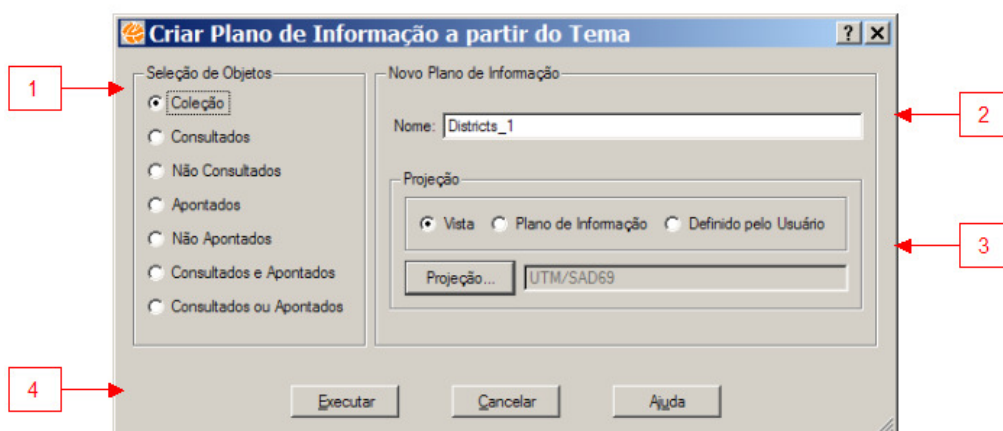 Criar Plano de Informação a partir do Tema
1
Seleção de Objetos
Coleção
Consultados
Não Consultados
Apontados
Não Apontados
Consultados e Apontados
Consultados ou Apontados
Novo Plano de Informação
2
Nome: Districts_1
Projeção
Vista Plano de Informação Definido pelo Usuário
3
Projeção... UTM/SAD69
4
Executar Cancelar Ajuda